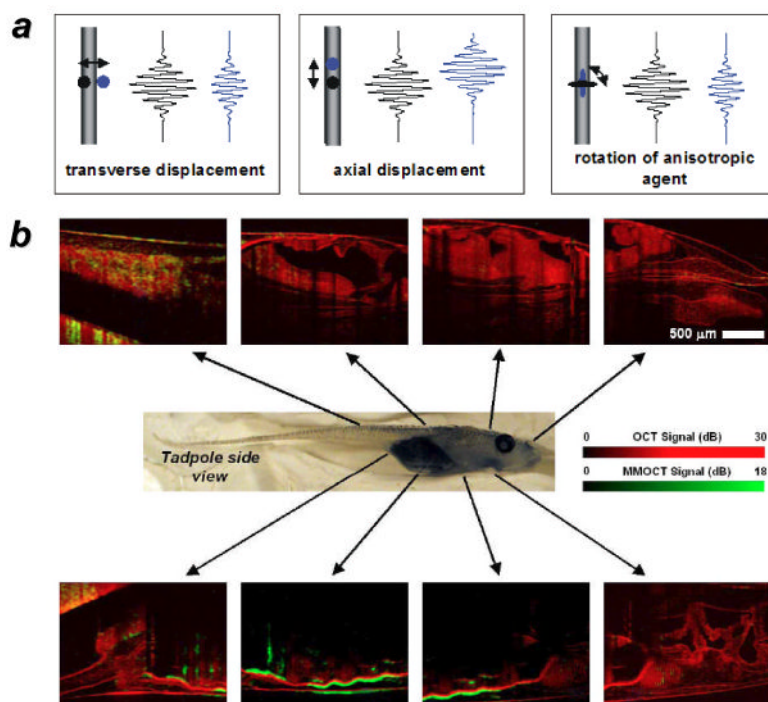 a
transverse displacement
axial displacement
rotation of anisotropic
agent
b
500 μm
Tadpole side
view
0 OCT Signal (dB) 30
0 MMOCT Signal (dB) 18